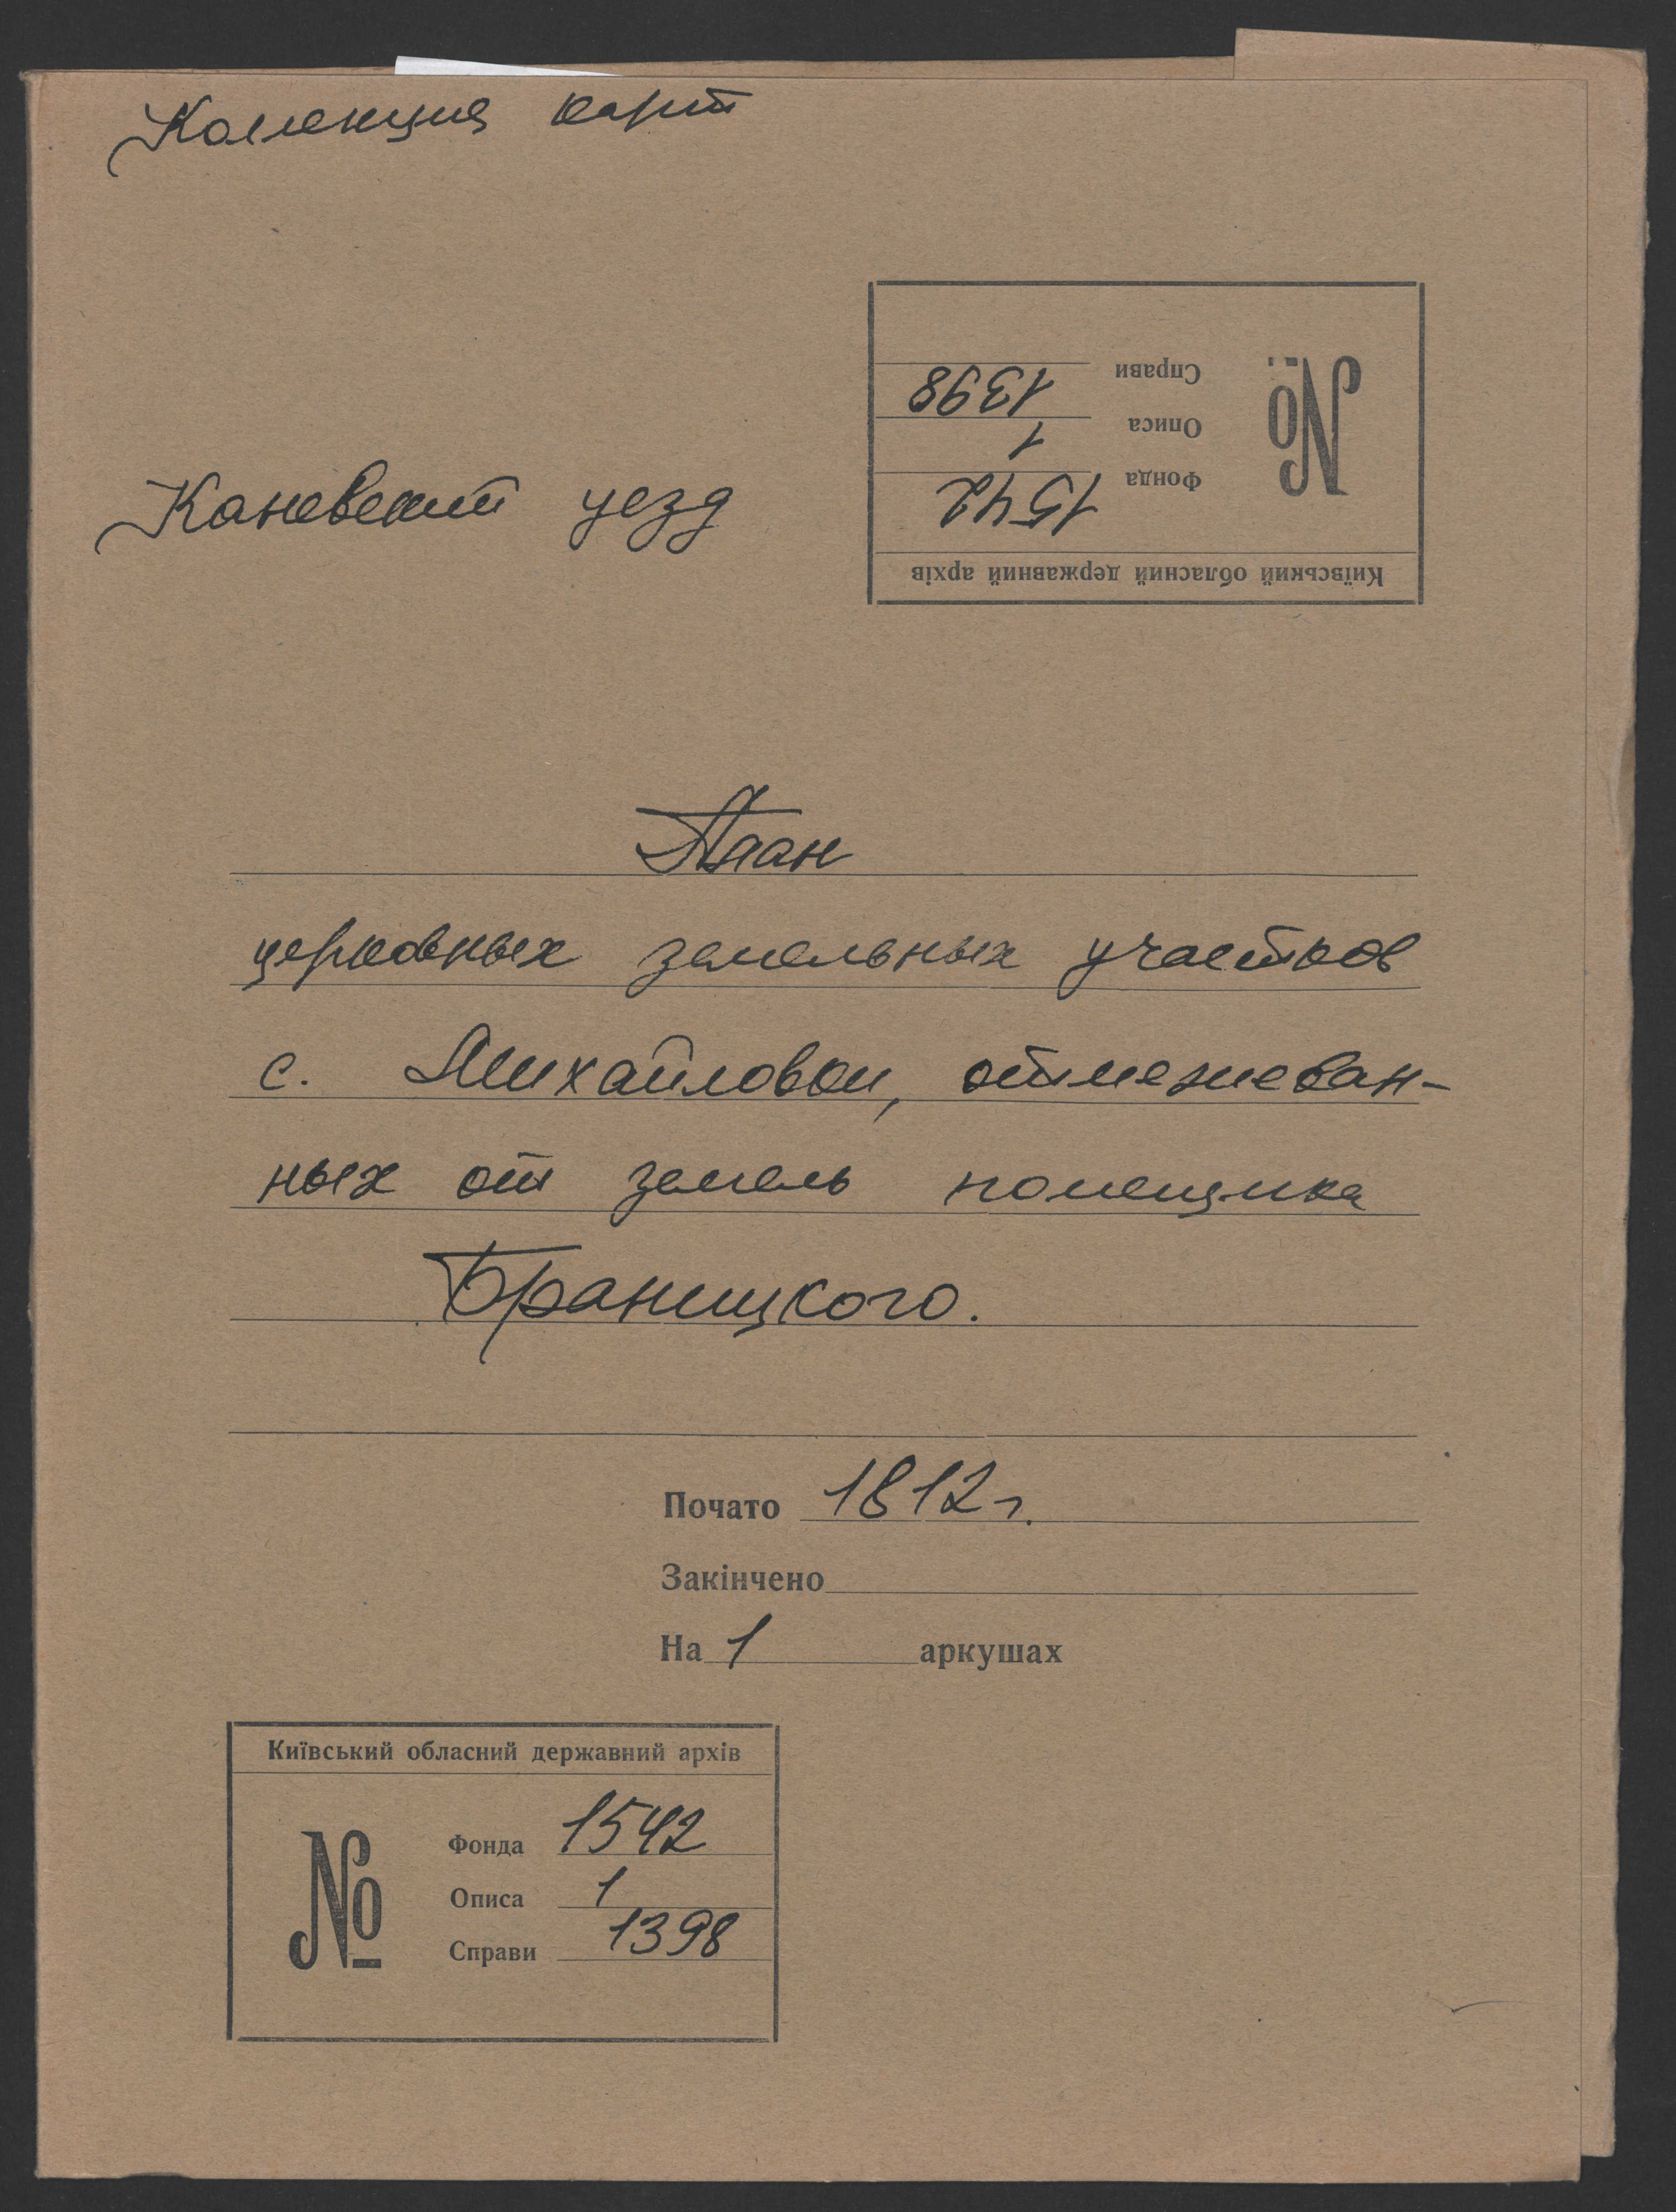 Коллекция карт
Справи 1398
Описа 1
Фонда 1542
№
Київський обласний державний архів
Каневский уезд
План
церковных земельных участков
с. Михайловки, отмежеван-
ных от земель помещика
Браницкого.
Почато 1812 г.
Закінчено
На 1 аркушах
Київський обласний державний архів
№
Фонда 1542
Описа 1
Справи 1398